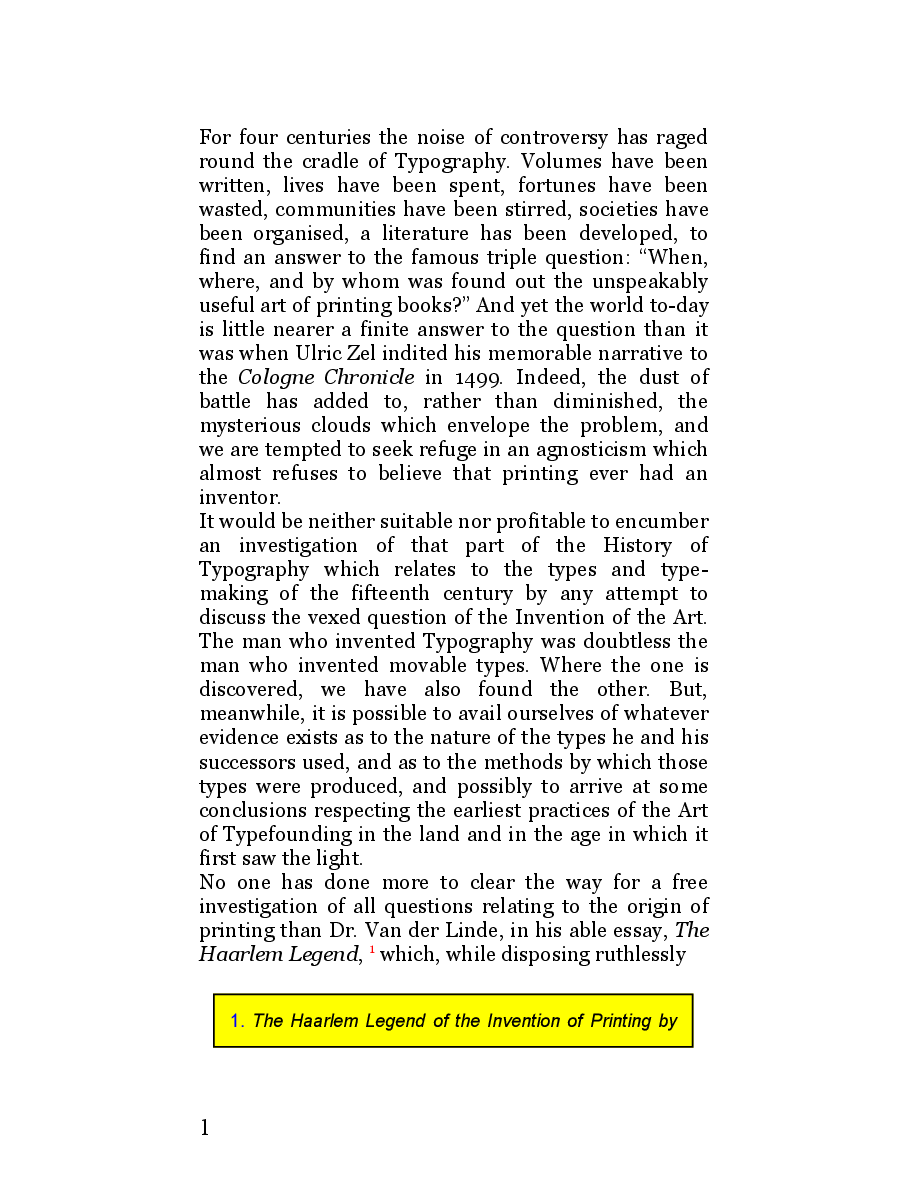 For four centuries the noise of controversy has raged
round the cradle of Typography. Volumes have been
written, lives have been spent, fortunes have been
wasted, communities have been stirred, societies have
been organised, a literature has been developed, to
find an answer to the famous triple question: “When,
where, and by whom was found out the unspeakably
useful art of printing books?” And yet the world to-day
is little nearer a finite answer to the question than it
was when Ulric Zel indited his memorable narrative to
the Cologne Chronicle in 1499. Indeed, the dust of
battle has added to, rather than diminished, the
mysterious clouds which envelope the problem, and
we are tempted to seek refuge in an agnosticism which
almost refuses to believe that printing ever had an
inventor.
It would be neither suitable nor profitable to encumber
an investigation of that part of the History of
Typography which relates to the types and type-
making of the fifteenth century by any attempt to
discuss the vexed question of the Invention of the Art.
The man who invented Typography was doubtless the
man who invented movable types. Where the one is
discovered, we have also found the other. But,
meanwhile, it is possible to avail ourselves of whatever
evidence exists as to the nature of the types he and his
successors used, and as to the methods by which those
types were produced, and possibly to arrive at some
conclusions respecting the earliest practices of the Art
of Typefounding in the land and in the age in which it
first saw the light.
No one has done more to clear the way for a free
investigation of all questions relating to the origin of
printing than Dr. Van der Linde, in his able essay, The
Haarlem Legend, 1 which, while disposing ruthlessly
1. The Haarlem Legend of the Invention of Printing by
1